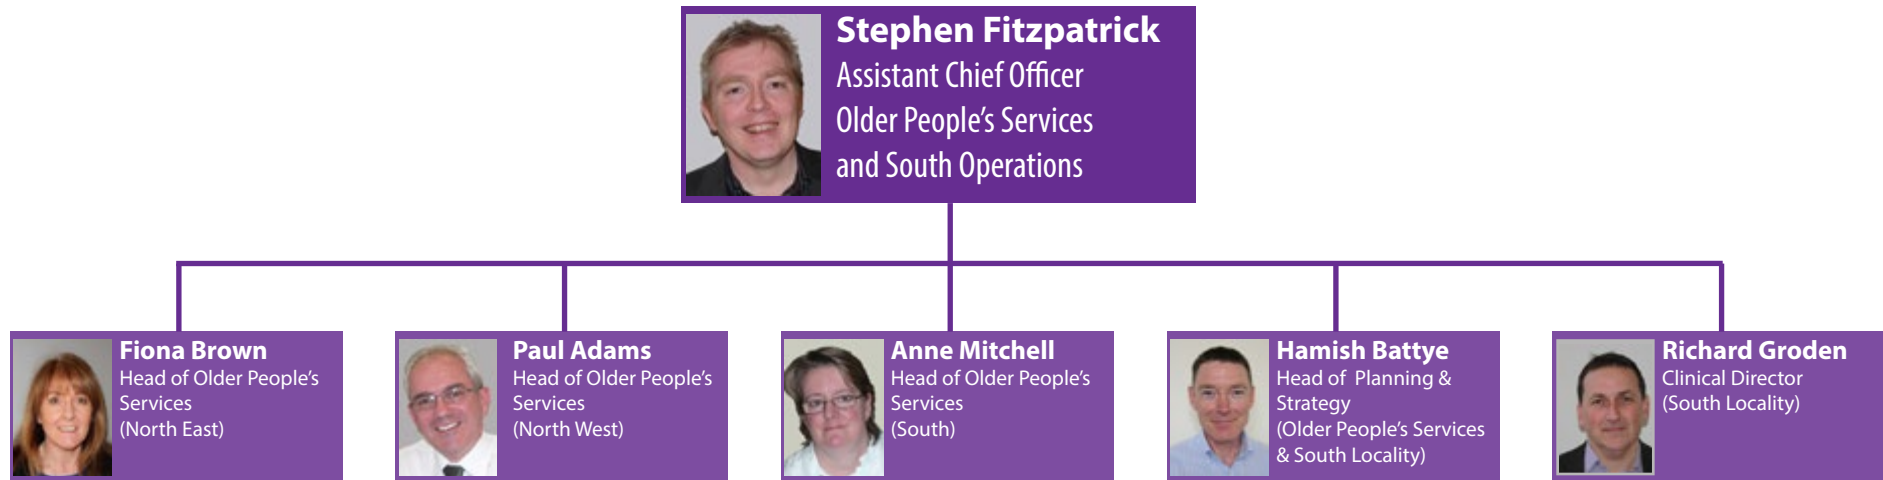 Stephen Fitzpatrick
Assistant Chief Officer
Older People's Services
and South Operations
Fiona Brown
Head of Older People's
Services
(North East)
Paul Adams
Head of Older People's
Services
(North West)
Anne Mitchell
Head of Older People's
Services
(South)
Hamish Battye
Head of  Planning &
Strategy
(Older People's Services
& South Locality)
Richard Groden
Clinical Director
(South Locality)